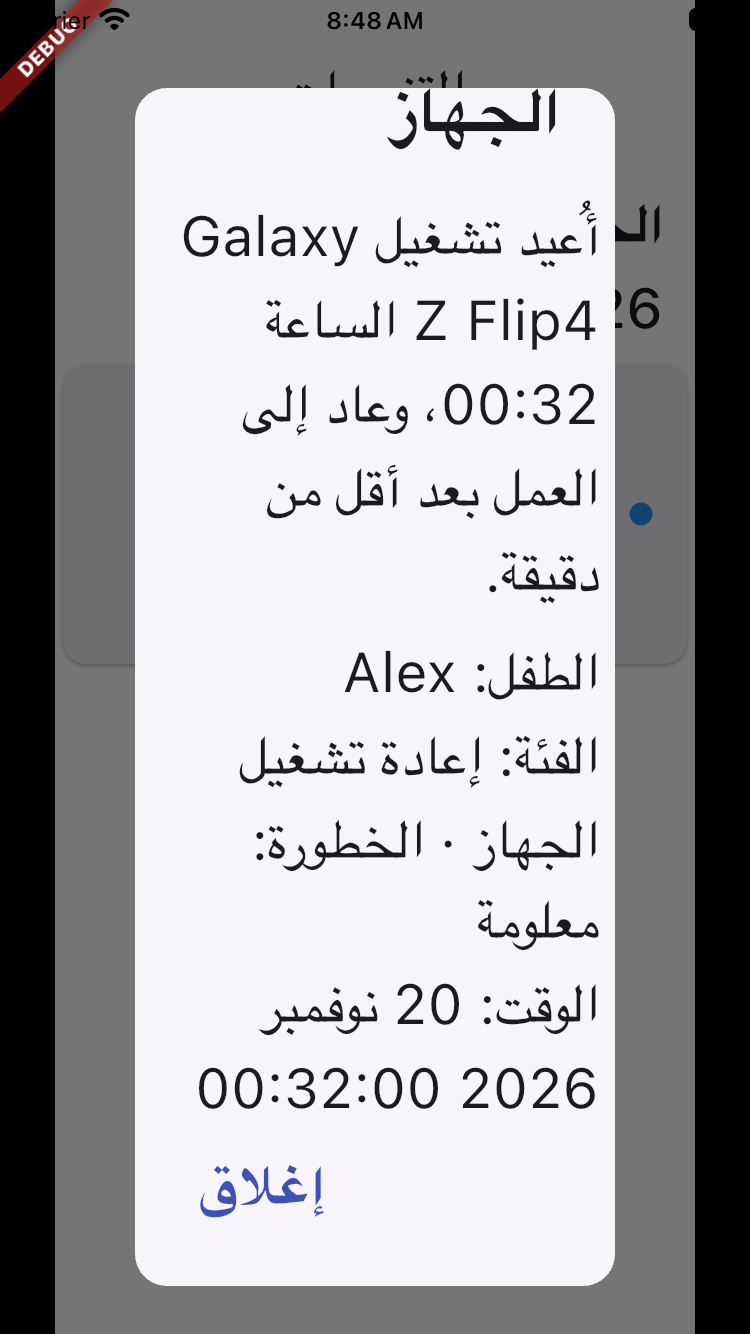 8:48 AM
DEBUG
الجهاز
أُعيد تشغيل Galaxy
Z Flip4 الساعة
00:32، وعاد إلى
العمل بعد أقل من
دقيقة.
الطفل: Alex
الفئة: إعادة تشغيل
الجهاز · الخطورة:
معلومة
الوقت: 20 نوفمبر
2026 00:32:00
إغلاق